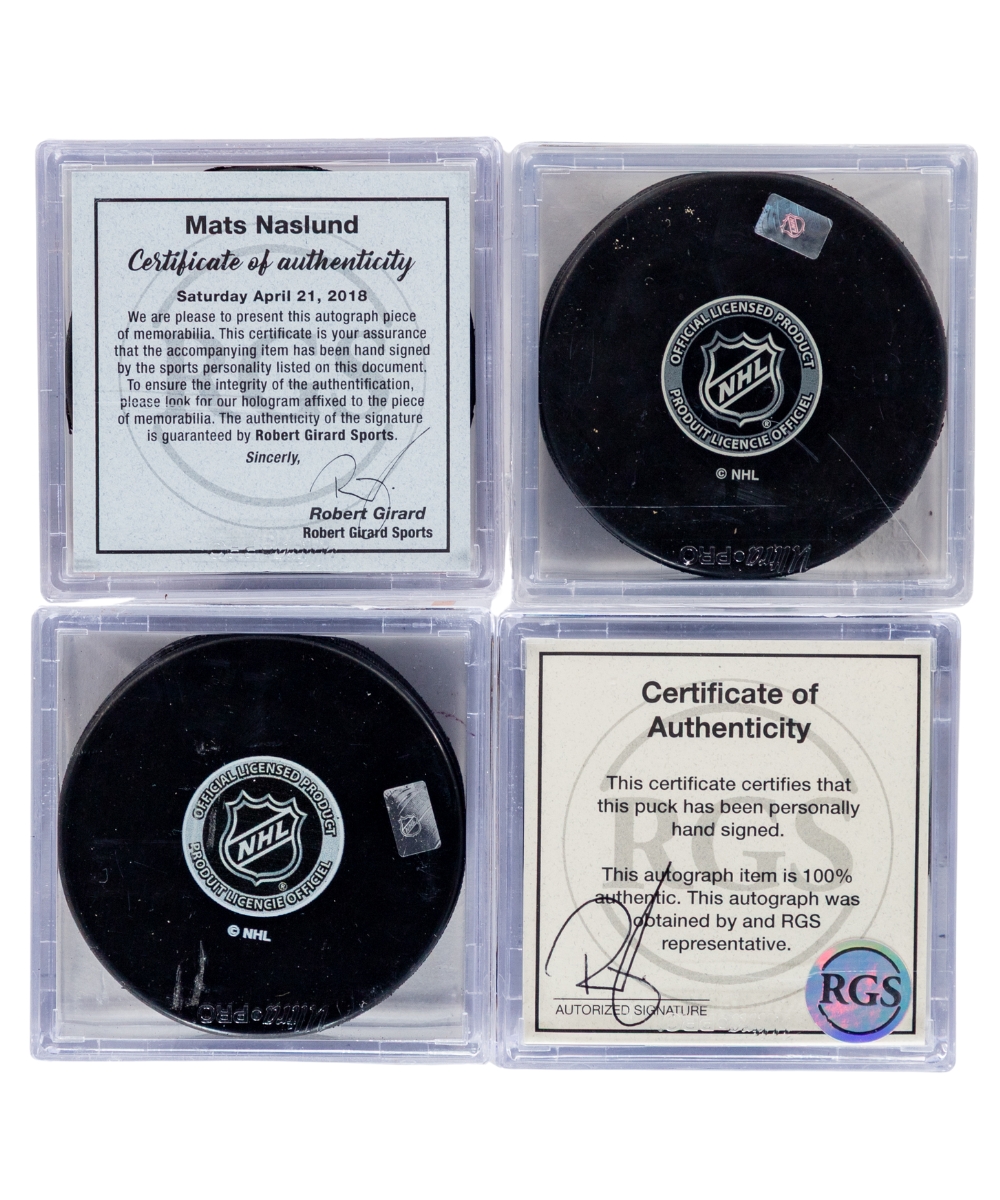 Mats Naslund
Certificate of authenticity
Saturday April 21, 2018
We are please to present this autograph piece
of memorabilia. This certificate is your assurance
that the accompanying item has been hand signed
by the sports personality listed on this document.
To ensure the integrity of the authentification,
please look for our hologram affixed to the piece
of memorabilia. The authenticity of the signature
is guaranteed by Robert Girard Sports.
Sincerly,
Robert Girard
Robert Girard Sports
RGS
OFFICIAL LICENSED PRODUCT
NHL
®
PRODUIT LICENCIE OFFICIEL
© NHL
Ultra•PRO
OFFICIAL LICENSED PRODUCT
NHL
®
PRODUIT LICENCIE OFFICIEL
© NHL
Ultra•PRO
Certificate of
Authenticity
This certificate certifies that
this puck has been personally
hand signed.
RGS
This autograph item is 100%
authentic. This autograph was
obtained by and RGS
representative.
AUTORIZED SIGNATURE
RGS